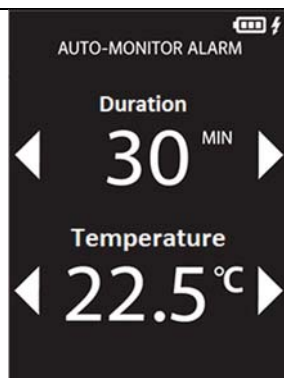 AUTO-MONITOR ALARM
Duration
30 MIN
Temperature
22.5°C